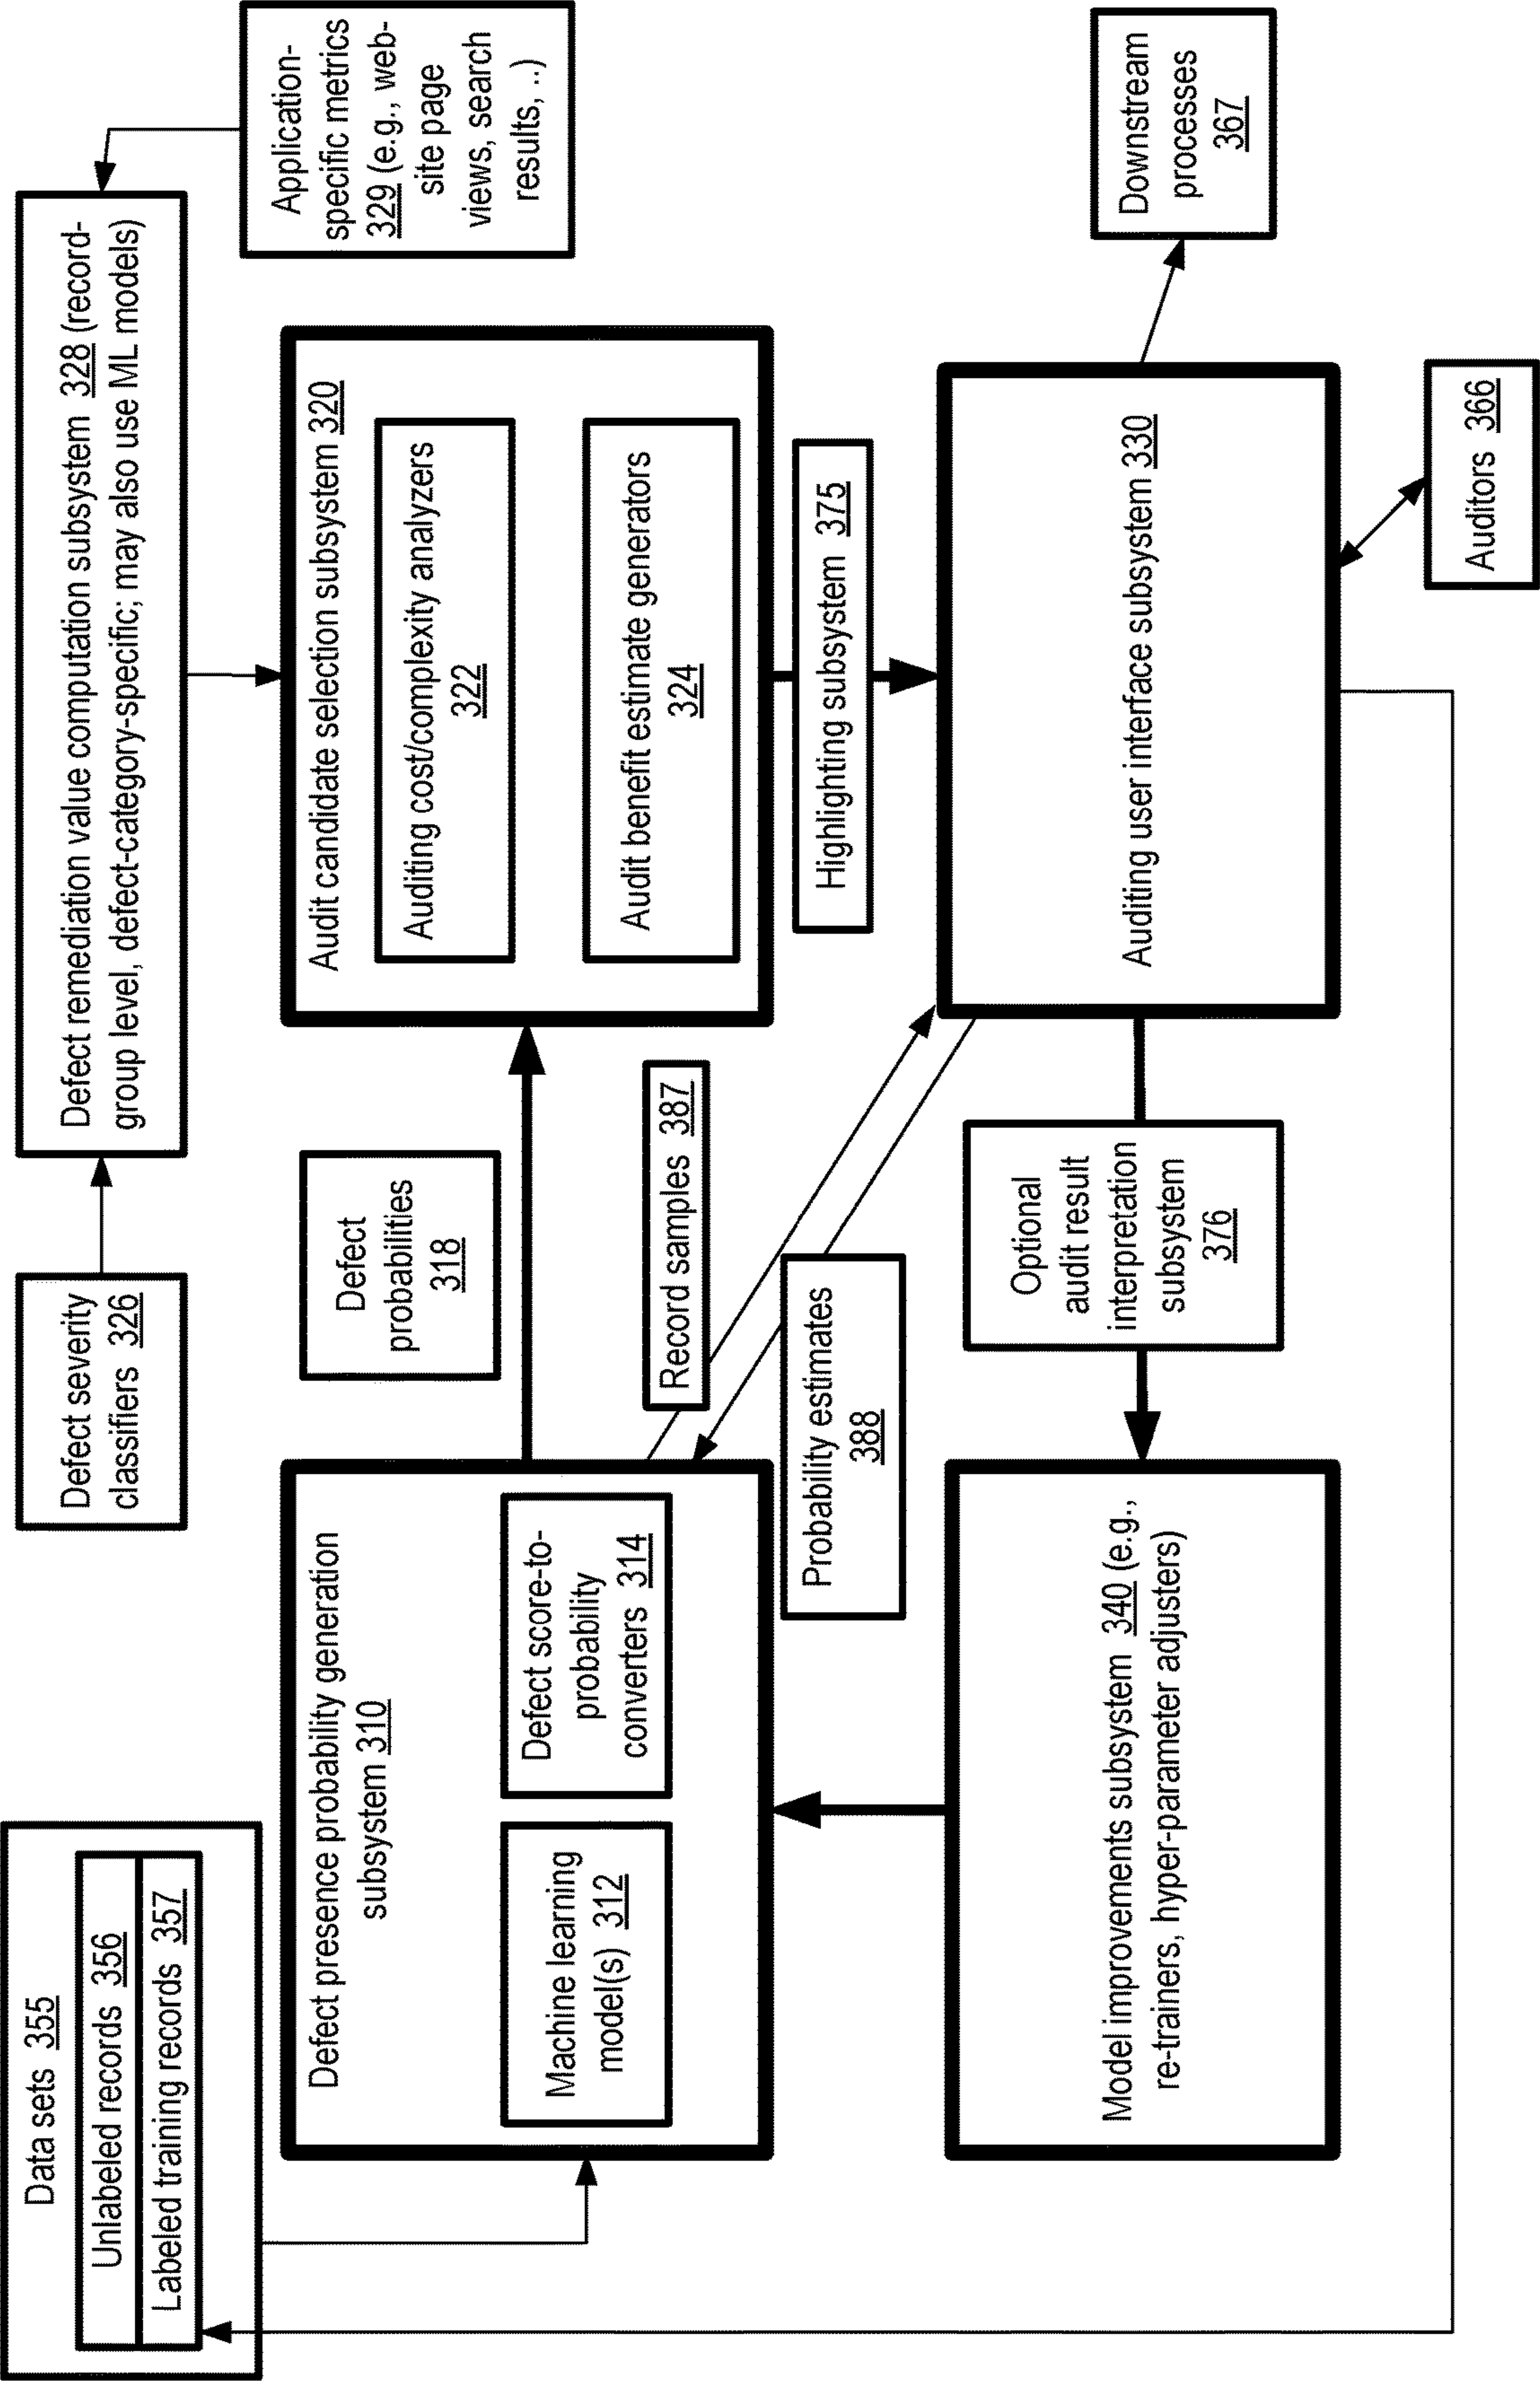 Data sets 355
Unlabeled records 356
Labeled training records 357
Defect severity
classifiers 326
Defect remediation value computation subsystem 328 (record-
group level, defect-category-specific; may also use ML models)
Application-
specific metrics
329 (e.g., web-
site page
views, search
results, ..)
Defect presence probability generation
subsystem 310
Machine learning
model(s) 312
Defect score-to-
probability
converters 314
Defect
probabilities
318
Audit candidate selection subsystem 320
Auditing cost/complexity analyzers
322
Audit benefit estimate generators
324
Record samples 387
Probability estimates
388
Highlighting subsystem 375
Model improvements subsystem 340 (e.g.,
re-trainers, hyper-parameter adjusters)
Optional
audit result
interpretation
subsystem
376
Auditing user interface subsystem 330
Downstream
processes
367
Auditors 366